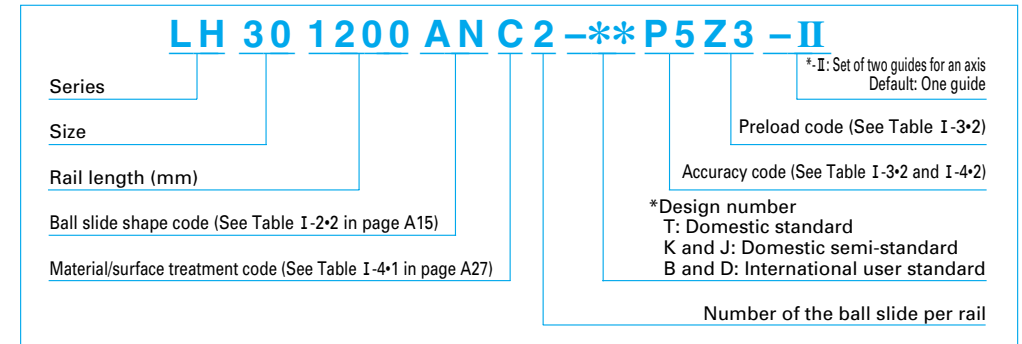 LH 30 1200 AN C 2 –** P5 Z3 –Ⅱ
*-Ⅱ: Set of two guides for an axis
Default: One guide
Series
Size
Preload code (See Table Ⅰ-3•2)
Rail length (mm)
Accuracy code (See Table Ⅰ-3•2 and Ⅰ-4•2)
Ball slide shape code (See Table Ⅰ-2•2 in page A15)
*Design number
T: Domestic standard
K and J: Domestic semi-standard
B and D: International user standard
Material/surface treatment code (See Table Ⅰ-4•1 in page A27)
Number of the ball slide per rail